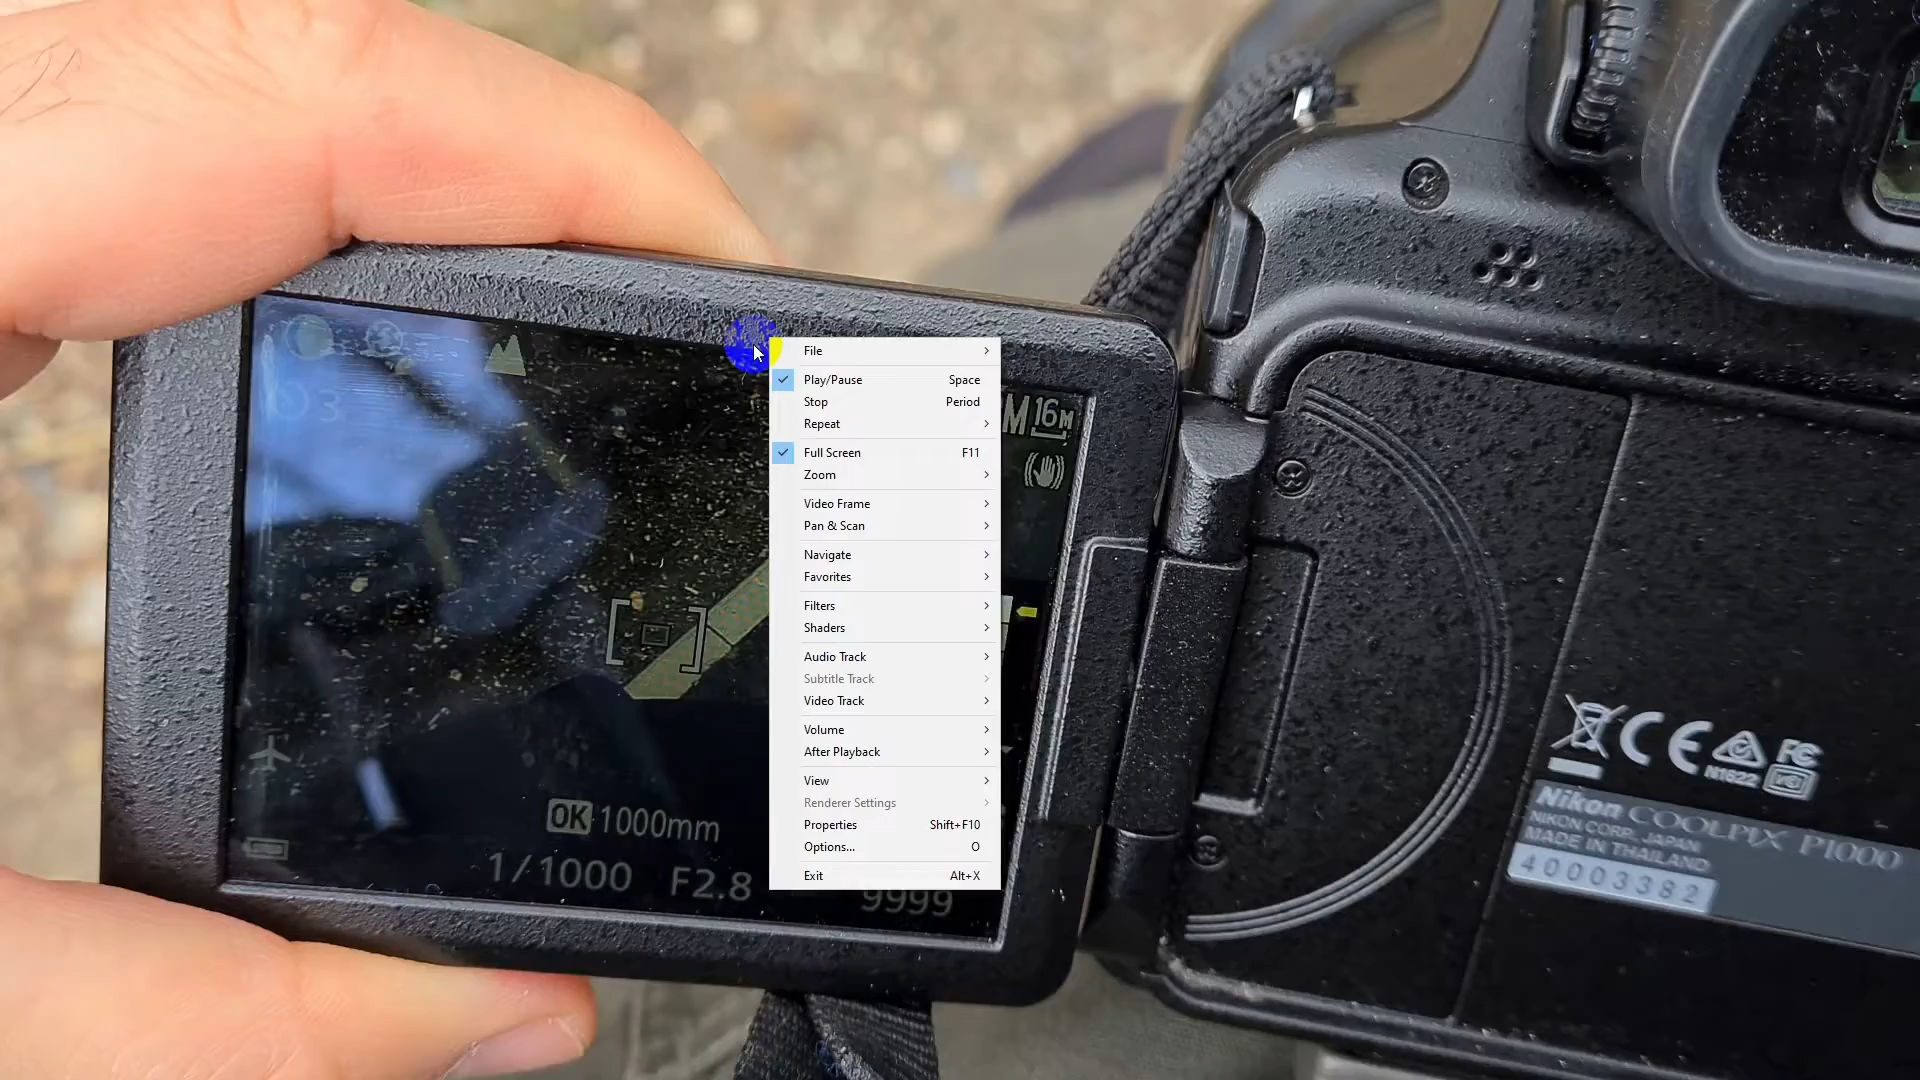 File
Play/Pause Space
Stop Period
Repeat
Full Screen F11
Zoom
Video Frame
Pan & Scan
Navigate
Favorites
Filters
Shaders
Audio Track
Subtitle Track
Video Track
Volume
After Playback
View
Renderer Settings
Properties Shift+F10
Options... O
Exit Alt+X
M 16M
OK 1000mm
1/1000 F2.8
9999
CE FC
N1622
Nikon COOLPIX P1000
NIKON CORP. JAPAN
MADE IN THAILAND
40003382